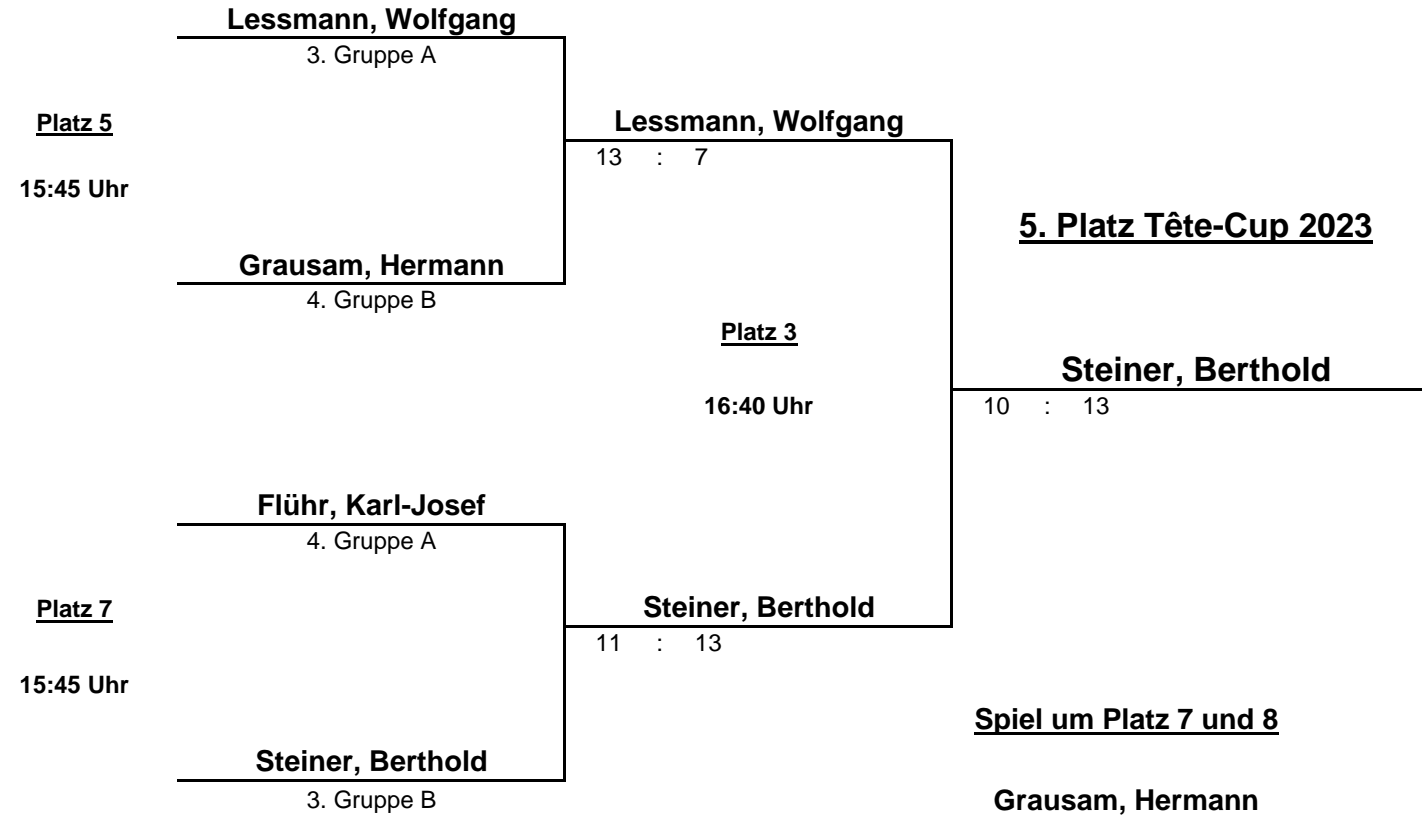 Lessmann, Wolfgang
3. Gruppe A
Platz 5
Lessmann, Wolfgang
13 : 7
15:45 Uhr
5. Platz Tête-Cup 2023
Grausam, Hermann
4. Gruppe B
Platz 3
Steiner, Berthold
16:40 Uhr
10 : 13
Flühr, Karl-Josef
4. Gruppe A
Platz 7
Steiner, Berthold
11 : 13
15:45 Uhr
Spiel um Platz 7 und 8
Steiner, Berthold
3. Gruppe B
Grausam, Hermann